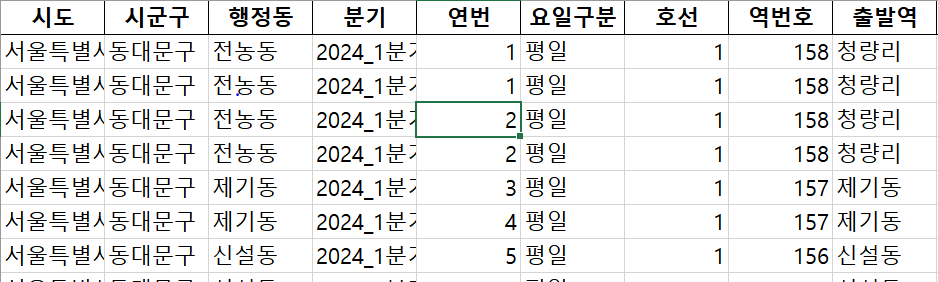 시도 시군구 행정동 분기 연번 요일구분 호선 역번호 출발역
서울특별시 동대문구 전농동 2024_1분기 1 평일 1 158 청량리
서울특별시 동대문구 전농동 2024_1분기 1 평일 1 158 청량리
서울특별시 동대문구 전농동 2024_1분기 2 평일 1 158 청량리
서울특별시 동대문구 전농동 2024_1분기 2 평일 1 158 청량리
서울특별시 동대문구 제기동 2024_1분기 3 평일 1 157 제기동
서울특별시 동대문구 제기동 2024_1분기 4 평일 1 157 제기동
서울특별시 동대문구 신설동 2024_1분기 5 평일 1 156 신설동